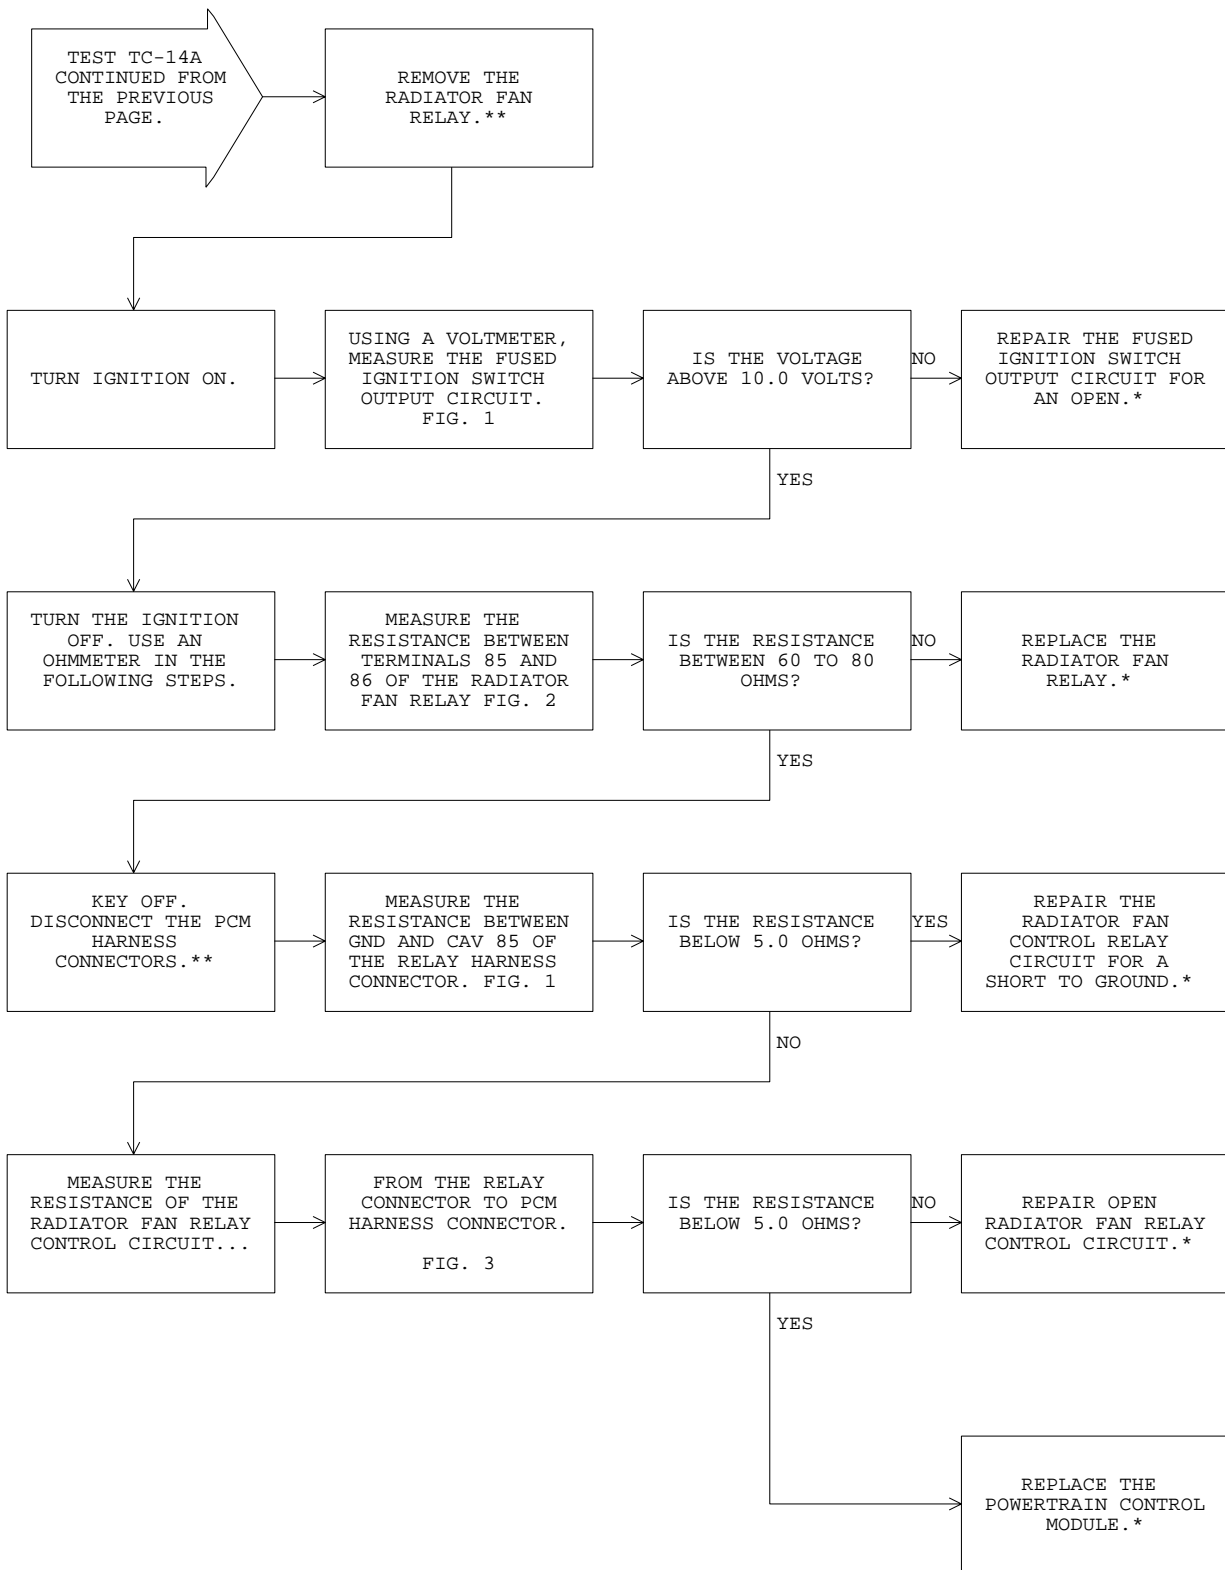 TEST TC-14A
CONTINUED FROM
THE PREVIOUS
PAGE.
REMOVE THE
RADIATOR FAN
RELAY.**
TURN IGNITION ON.
USING A VOLTMETER,
MEASURE THE FUSED
IGNITION SWITCH
OUTPUT CIRCUIT.
FIG. 1
IS THE VOLTAGE
ABOVE 10.0 VOLTS?
NO
REPAIR THE FUSED
IGNITION SWITCH
OUTPUT CIRCUIT FOR
AN OPEN.*
YES
TURN THE IGNITION
OFF. USE AN
OHMMETER IN THE
FOLLOWING STEPS.
MEASURE THE
RESISTANCE BETWEEN
TERMINALS 85 AND
86 OF THE RADIATOR
FAN RELAY FIG. 2
IS THE RESISTANCE
BETWEEN 60 TO 80
OHMS?
NO
REPLACE THE
RADIATOR FAN
RELAY.*
YES
KEY OFF.
DISCONNECT THE PCM
HARNESS
CONNECTORS.**
MEASURE THE
RESISTANCE BETWEEN
GND AND CAV 85 OF
THE RELAY HARNESS
CONNECTOR. FIG. 1
IS THE RESISTANCE
BELOW 5.0 OHMS?
YES
REPAIR THE
RADIATOR FAN
CONTROL RELAY
CIRCUIT FOR A
SHORT TO GROUND.*
NO
MEASURE THE
RESISTANCE OF THE
RADIATOR FAN RELAY
CONTROL CIRCUIT...
FROM THE RELAY
CONNECTOR TO PCM
HARNESS CONNECTOR.
FIG. 3
IS THE RESISTANCE
BELOW 5.0 OHMS?
NO
REPAIR OPEN
RADIATOR FAN RELAY
CONTROL CIRCUIT.*
YES
REPLACE THE
POWERTRAIN CONTROL
MODULE.*